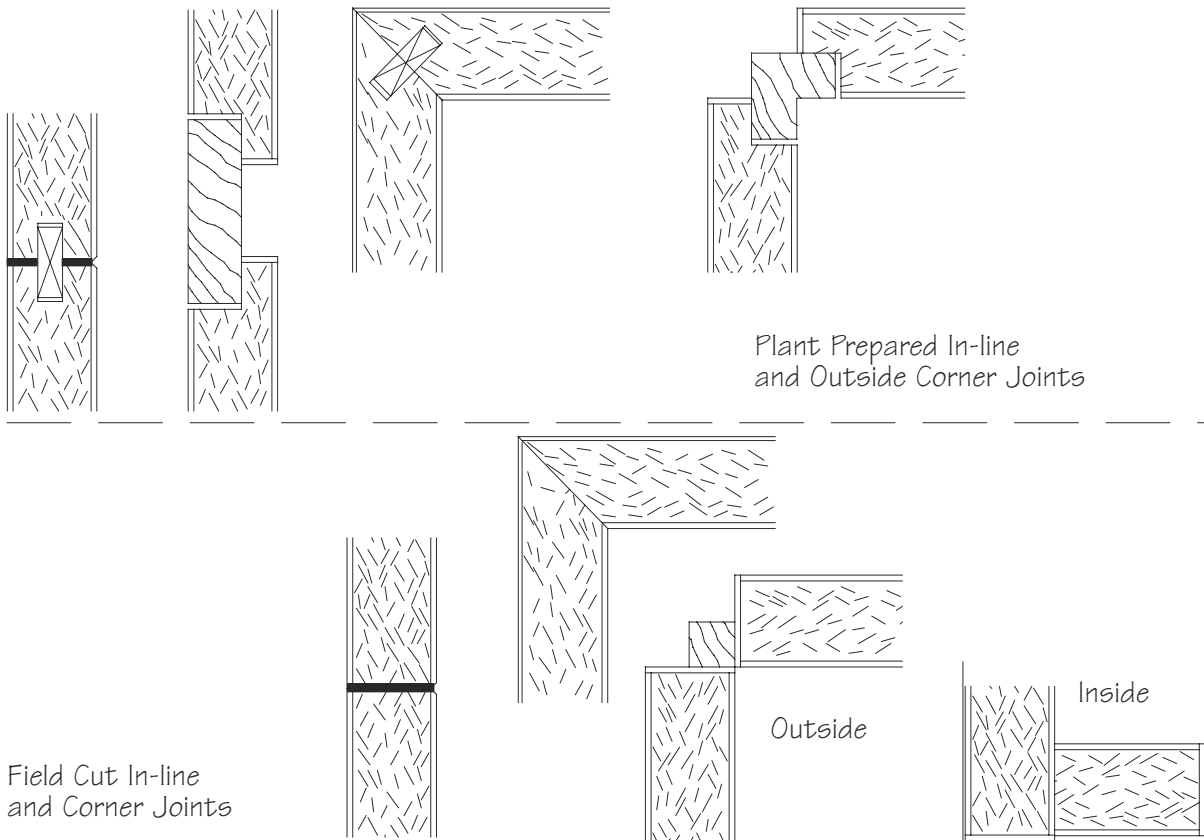 Plant Prepared In-line
and Outside Corner Joints
Outside
Inside
Field Cut In-line
and Corner Joints